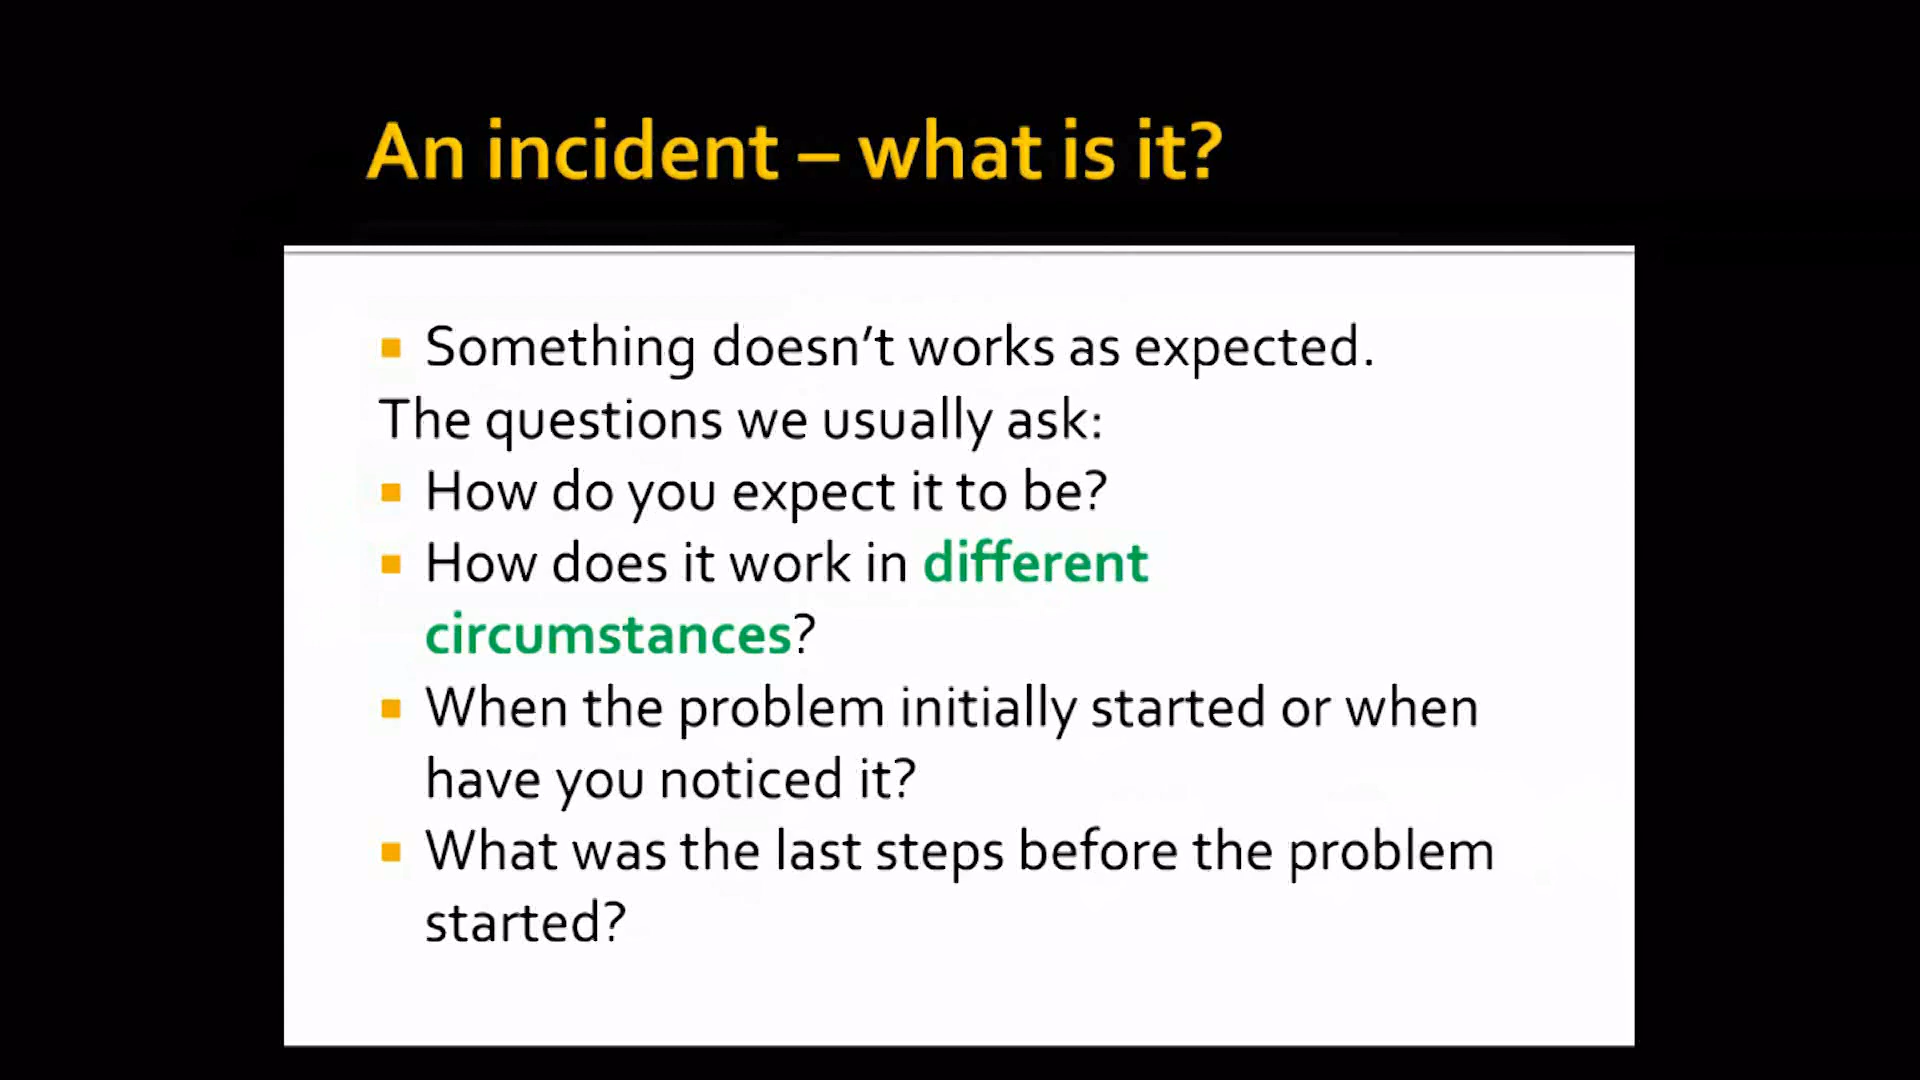 An incident – what is it?
▪ Something doesn’t works as expected.
The questions we usually ask:
▪ How do you expect it to be?
▪ How does it work in different
circumstances?
▪ When the problem initially started or when
have you noticed it?
▪ What was the last steps before the problem
started?